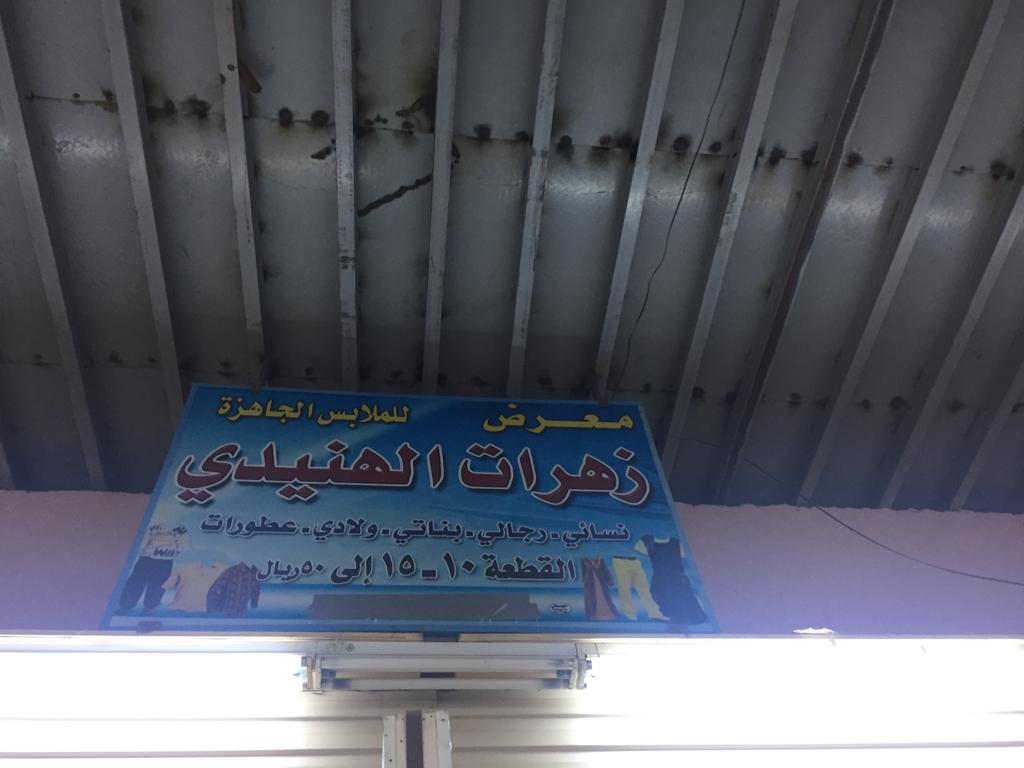 معرض للملابس الجاهزة
زهرات الهنيدي
نسائي - رجالي - بناتي - ولادي - عطورات
القطعة ١٠ - ١٥ إلى ٥٠ ريال